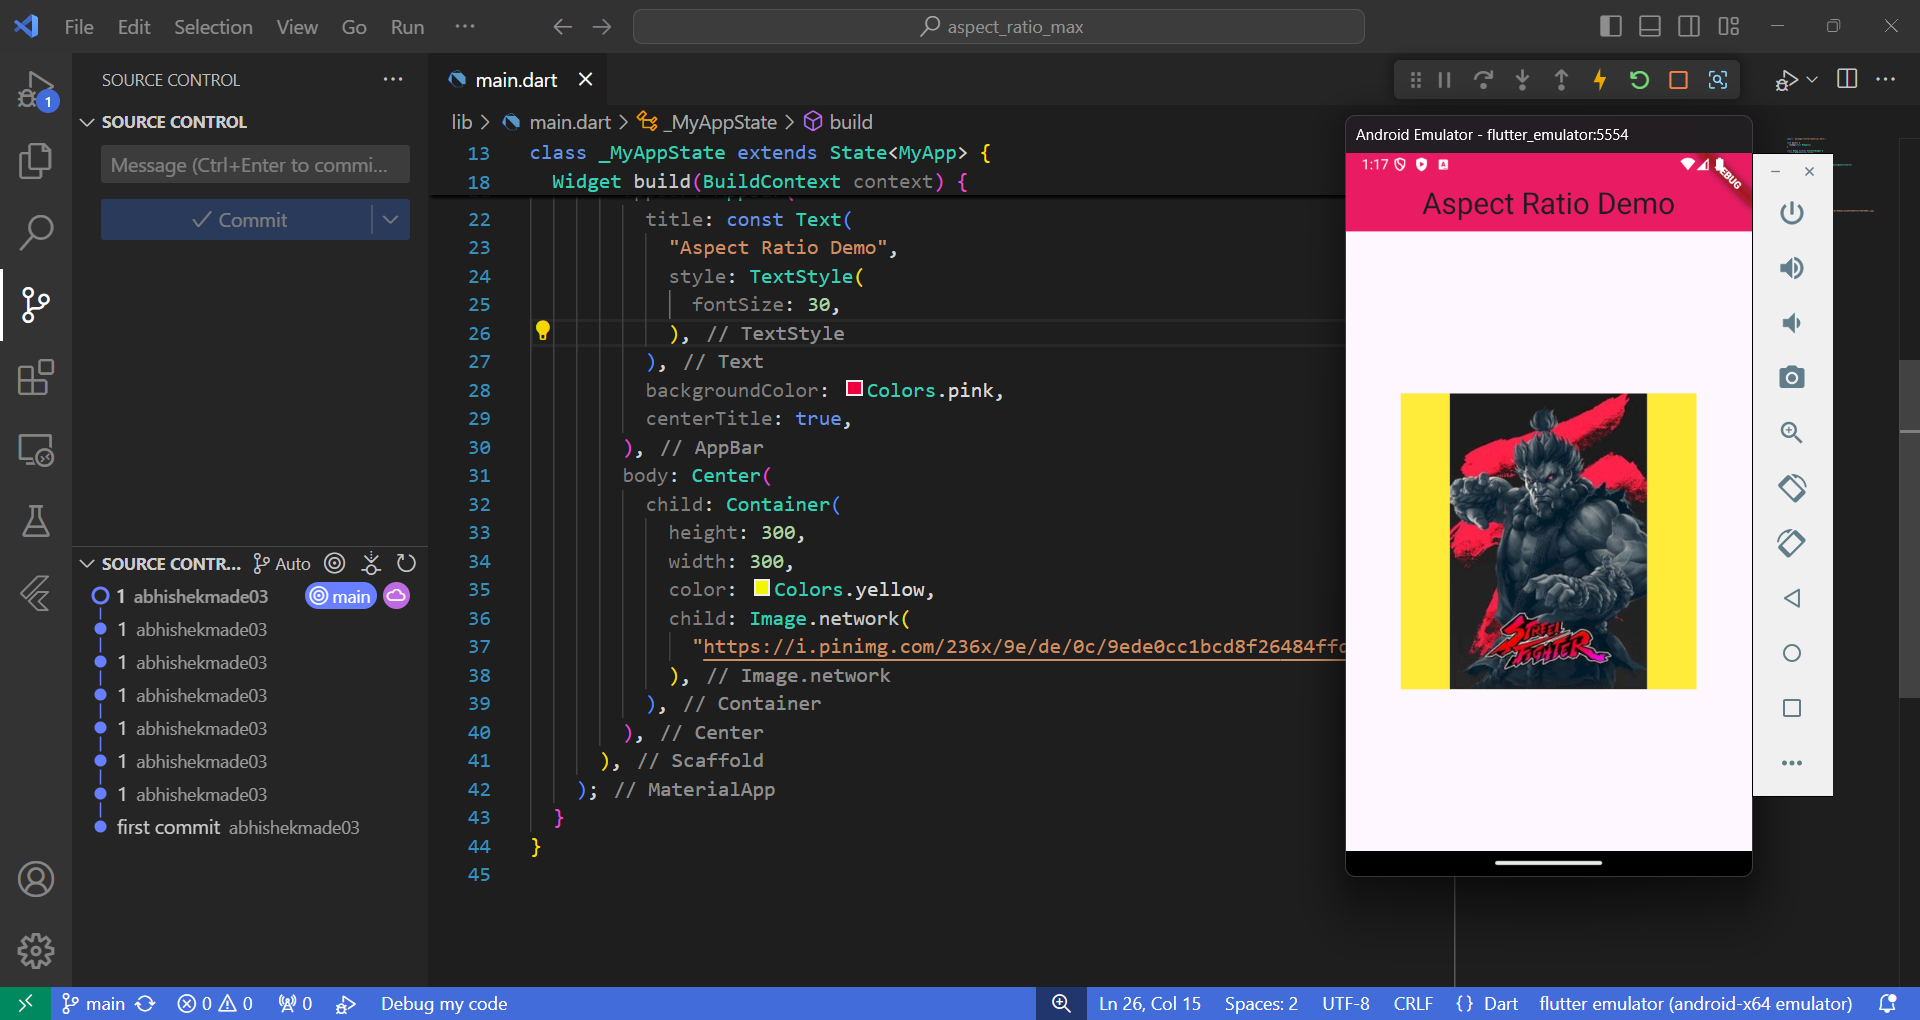 File Edit Selection View Go Run ···
aspect_ratio_max
SOURCE CONTROL
1
SOURCE CONTROL
Message (Ctrl+Enter to commi...
Commit
SOURCE CONTR... Auto
1 abhishekmade03 main
1 abhishekmade03
1 abhishekmade03
1 abhishekmade03
1 abhishekmade03
1 abhishekmade03
1 abhishekmade03
first commit abhishekmade03
main.dart
lib > main.dart > _MyAppState > build
13 class _MyAppState extends State<MyApp> {
18 Widget build(BuildContext context) {
22 title: const Text(
23 "Aspect Ratio Demo",
24 style: TextStyle(
25 fontSize: 30,
26 ), // TextStyle
27 ), // Text
28 backgroundColor: Colors.pink,
29 centerTitle: true,
30 ), // AppBar
31 body: Center(
32 child: Container(
33 height: 300,
34 width: 300,
35 color: Colors.yellow,
36 child: Image.network(
37 "https://i.pinimg.com/236x/9e/de/0c/9ede0cc1bcd8f26484ffd
38 ), // Image.network
39 ), // Container
40 ), // Center
41 ), // Scaffold
42 ); // MaterialApp
43 }
44 }
45
Android Emulator - flutter_emulator:5554
1:17
DEBUG
Aspect Ratio Demo
STREET
FIGHTER
main 0 0 0 Debug my code
Ln 26, Col 15 Spaces: 2 UTF-8 CRLF {} Dart flutter emulator (android-x64 emulator)